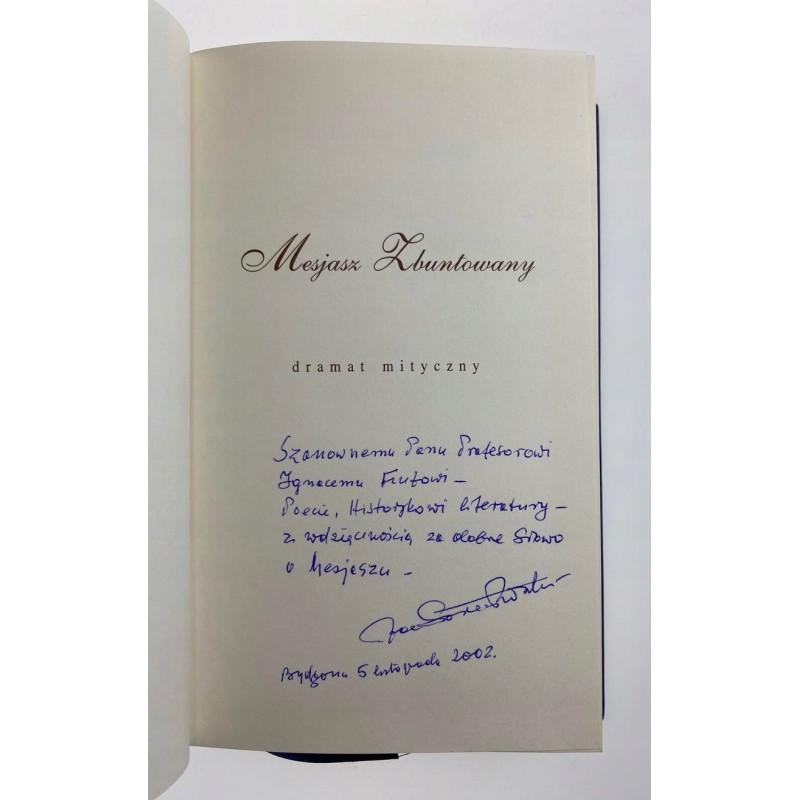 Mesjasz Zbuntowany
dramat mityczny
Szanownemu Panu Profesorowi
Ignacemu Fiutowi –
Poecie, Historykowi literatury –
z wdzięcznością za dobre Słowo
o Mesjaszu –
5 listopada 2002.